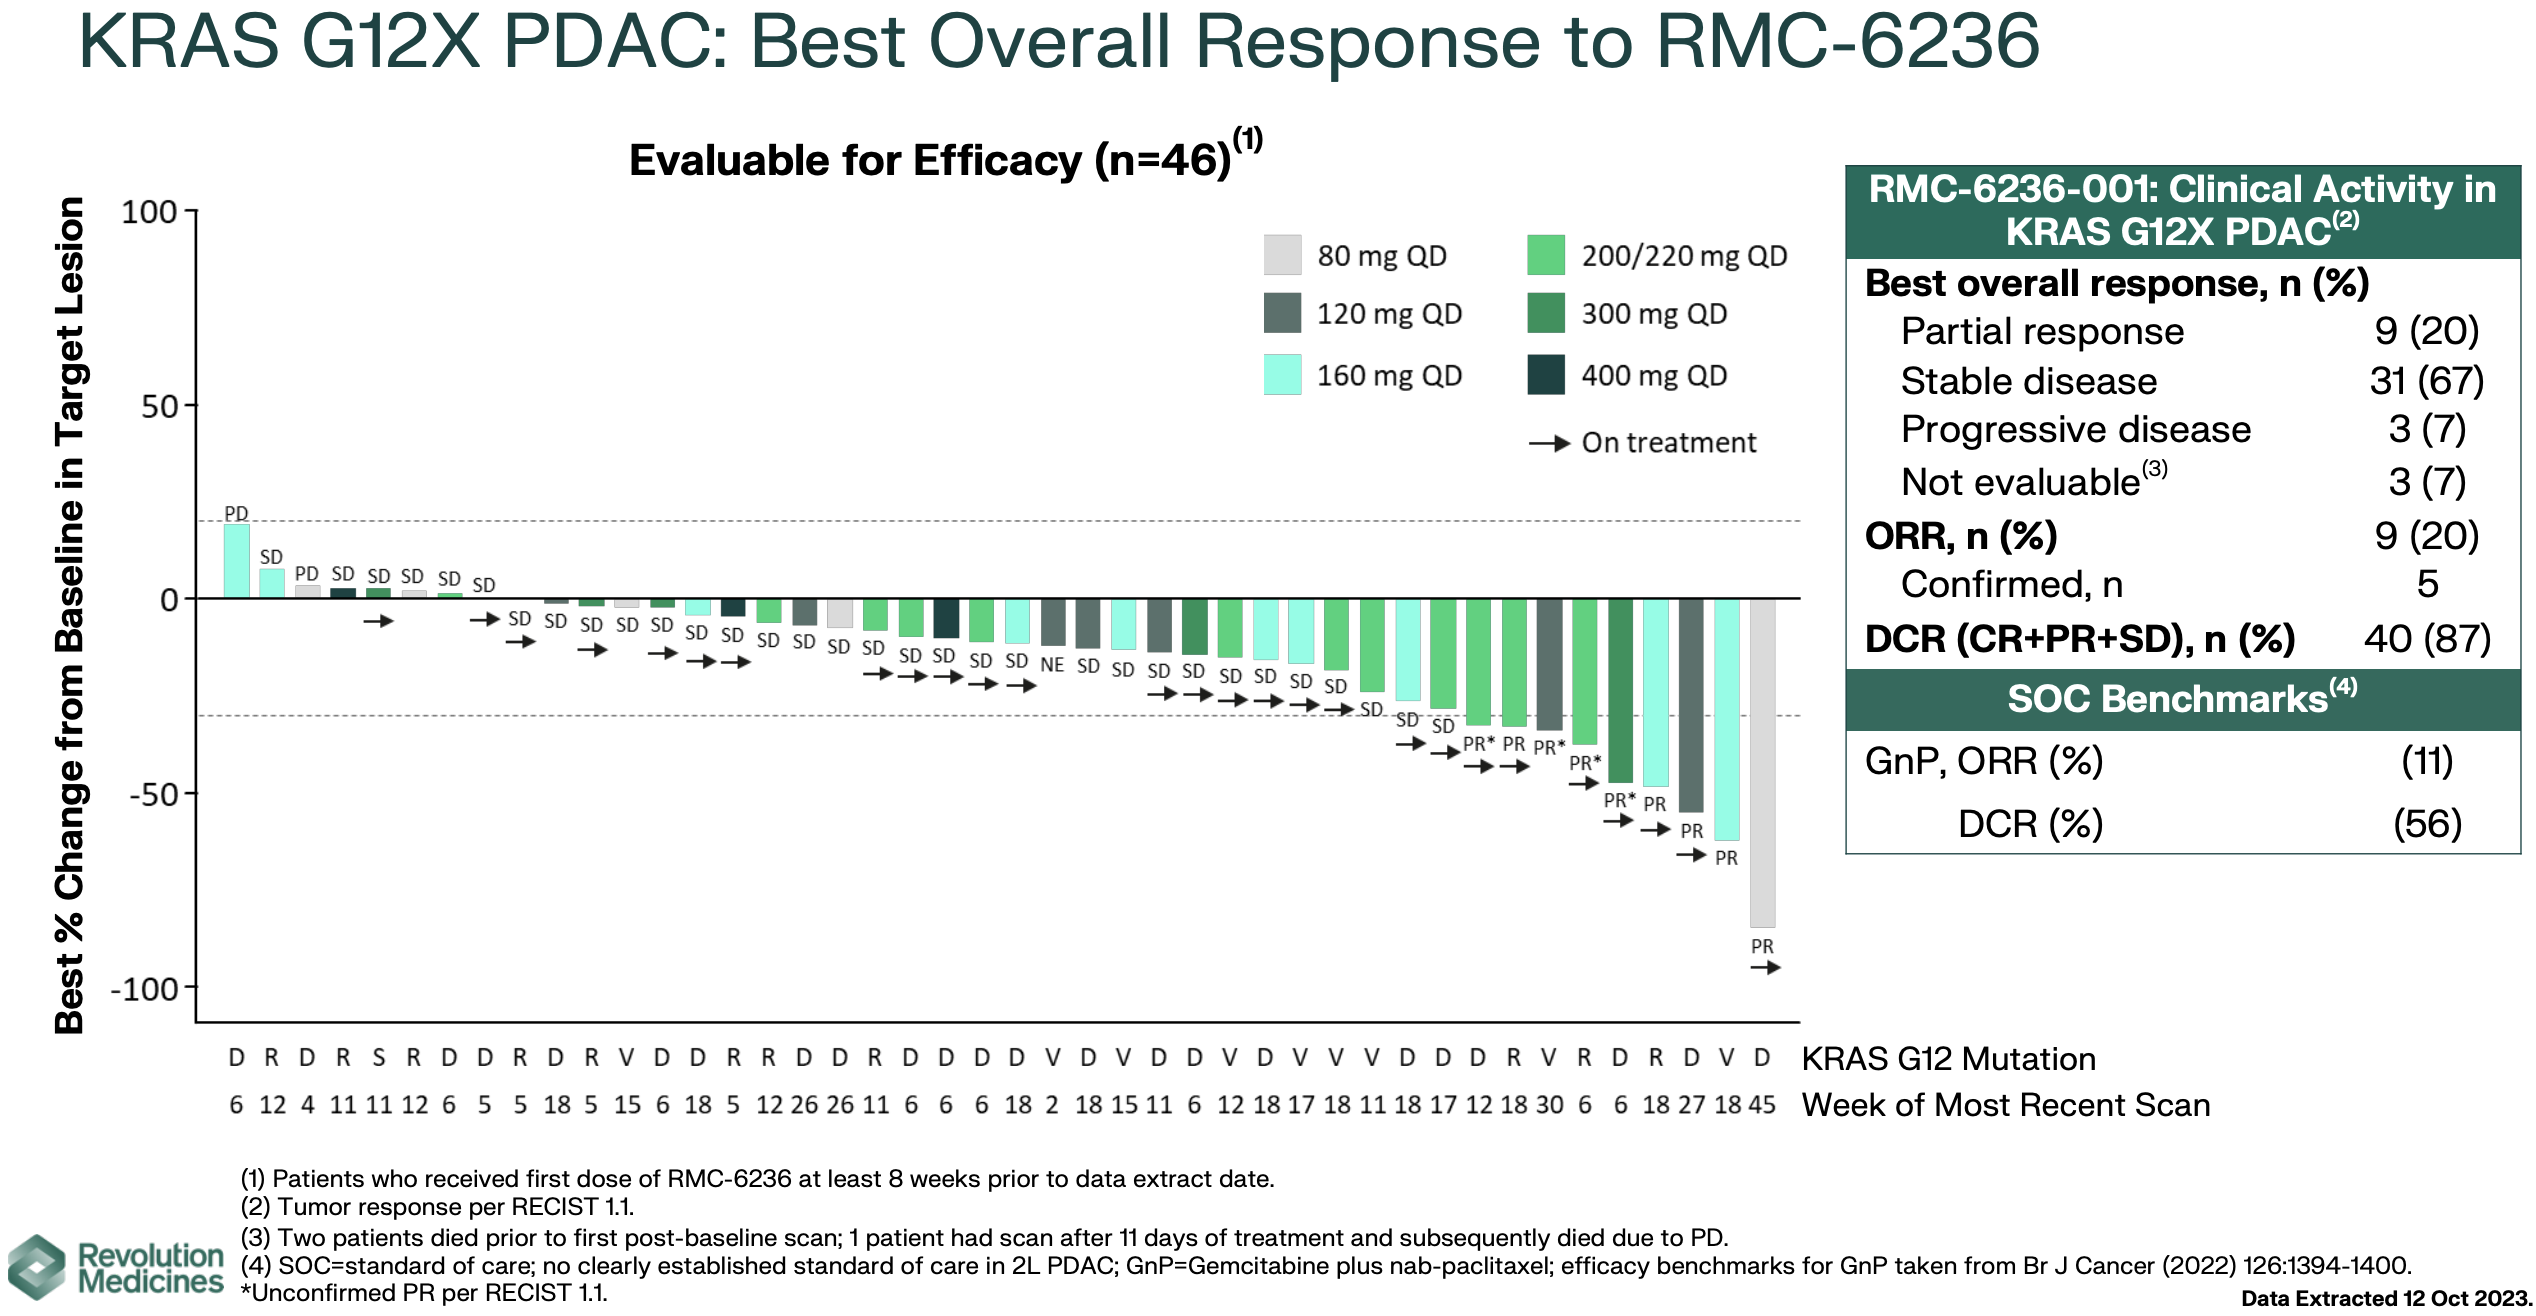 KRAS G12X PDAC: Best Overall Response to RMC-6236
Evaluable for Efficacy (n=46)(1)
Best % Change from Baseline in Target Lesion
100
50
0
-50
-100
80 mg QD
120 mg QD
160 mg QD
200/220 mg QD
300 mg QD
400 mg QD
On treatment
PD SD PD SD SD SD SD SD SD SD SD SD SD SD SD SD SD SD SD SD SD SD SD NE SD SD SD SD SD SD SD SD SD SD SD PR* PR PR* PR* PR* PR PR PR PR
D R D R S R D D R D R V D D R R D D R D D D D V D V D D V D V V V D D D R V R D R D V D KRAS G12 Mutation
6 12 4 11 11 12 6 5 5 18 5 15 6 18 5 12 26 26 11 6 6 6 18 2 18 15 11 6 12 18 17 18 11 18 17 12 18 30 6 6 18 27 18 45 Week of Most Recent Scan
RMC-6236-001: Clinical Activity in
KRAS G12X PDAC(2)
Best overall response, n (%)
Partial response 9 (20)
Stable disease 31 (67)
Progressive disease 3 (7)
Not evaluable(3) 3 (7)
ORR, n (%) 9 (20)
Confirmed, n 5
DCR (CR+PR+SD), n (%) 40 (87)
SOC Benchmarks(4)
GnP, ORR (%) (11)
DCR (%) (56)
(1) Patients who received first dose of RMC-6236 at least 8 weeks prior to data extract date.
(2) Tumor response per RECIST 1.1.
(3) Two patients died prior to first post-baseline scan; 1 patient had scan after 11 days of treatment and subsequently died due to PD.
(4) SOC=standard of care; no clearly established standard of care in 2L PDAC; GnP=Gemcitabine plus nab-paclitaxel; efficacy benchmarks for GnP taken from Br J Cancer (2022) 126:1394-1400.
*Unconfirmed PR per RECIST 1.1.
Revolution
Medicines
Data Extracted 12 Oct 2023.